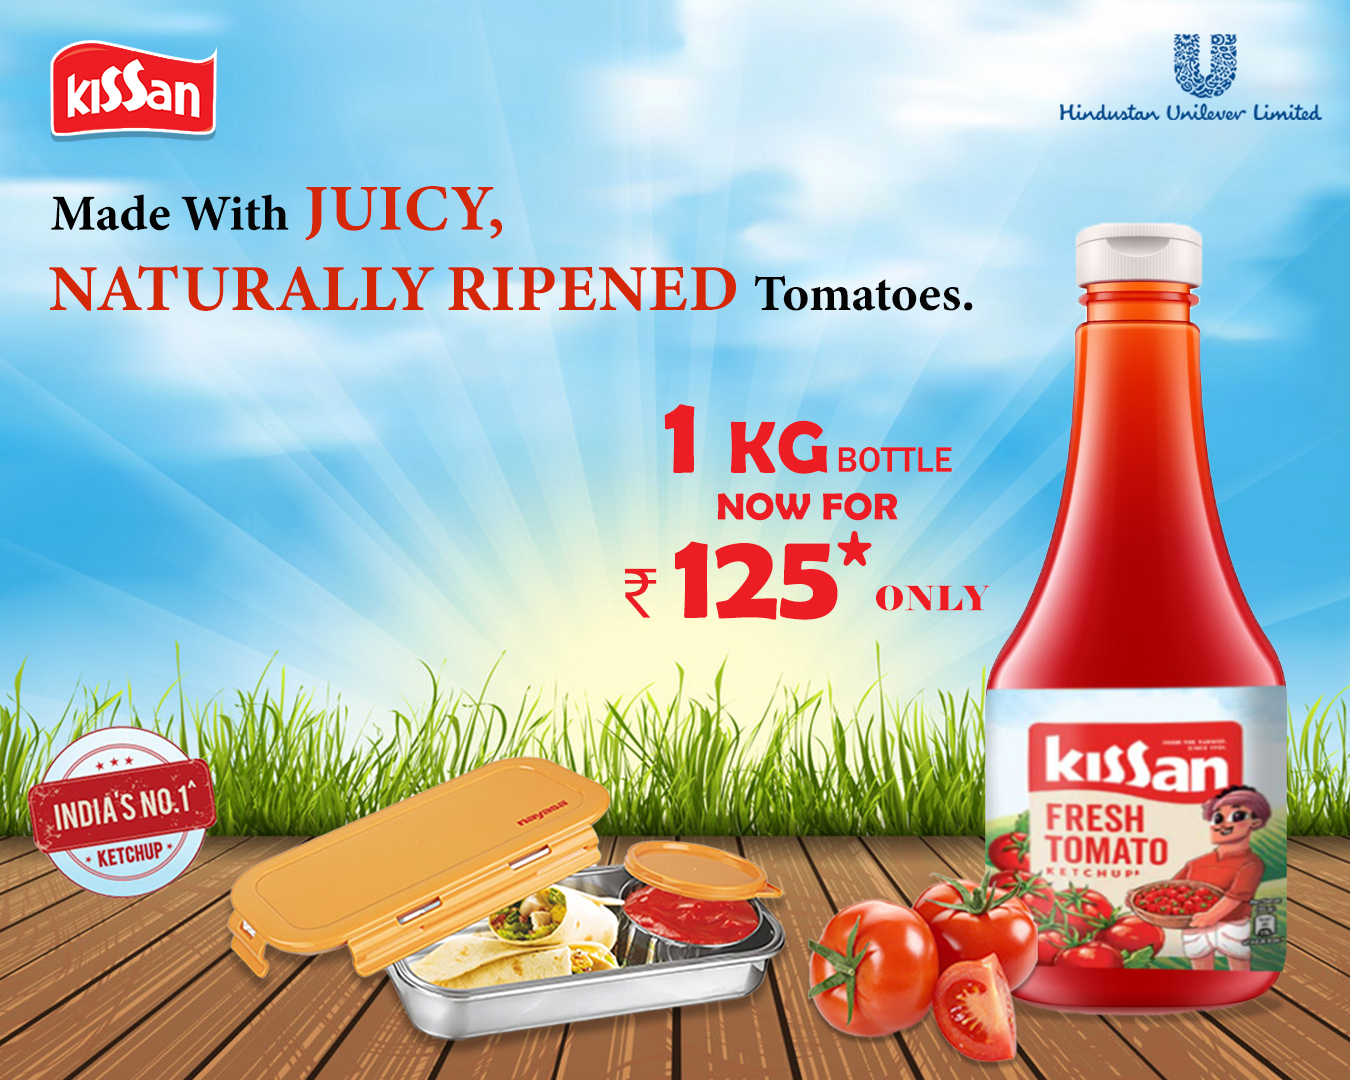 kissan
Hindustan Unilever Limited
Made With JUICY,
NATURALLY RIPENED Tomatoes.
1 KG BOTTLE
NOW FOR
₹ 125* ONLY
INDIA'S NO.1^
KETCHUP
nayasa
kissan
FRESH
TOMATO
KETCHUP